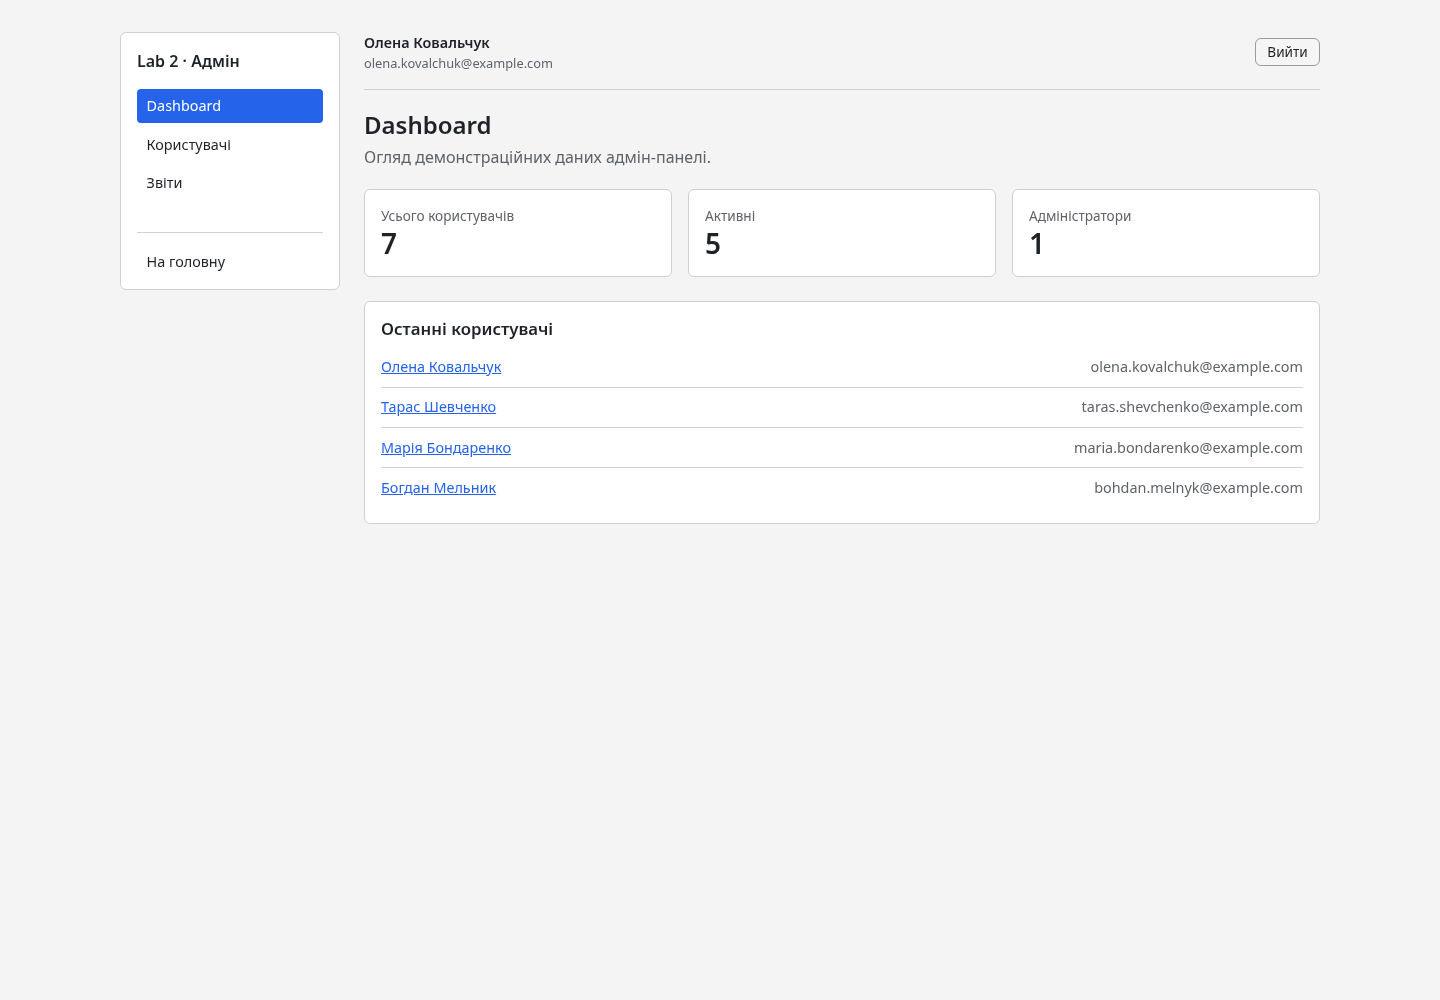 Lab 2 · Адмін
Dashboard
Користувачі
Звіти
На головну
Олена Ковальчук
olena.kovalchuk@example.com
Вийти
Dashboard
Огляд демонстраційних даних адмін-панелі.
Усього користувачів
7
Активні
5
Адміністратори
1
Останні користувачі
Олена Ковальчук olena.kovalchuk@example.com
Тарас Шевченко taras.shevchenko@example.com
Марія Бондаренко maria.bondarenko@example.com
Богдан Мельник bohdan.melnyk@example.com